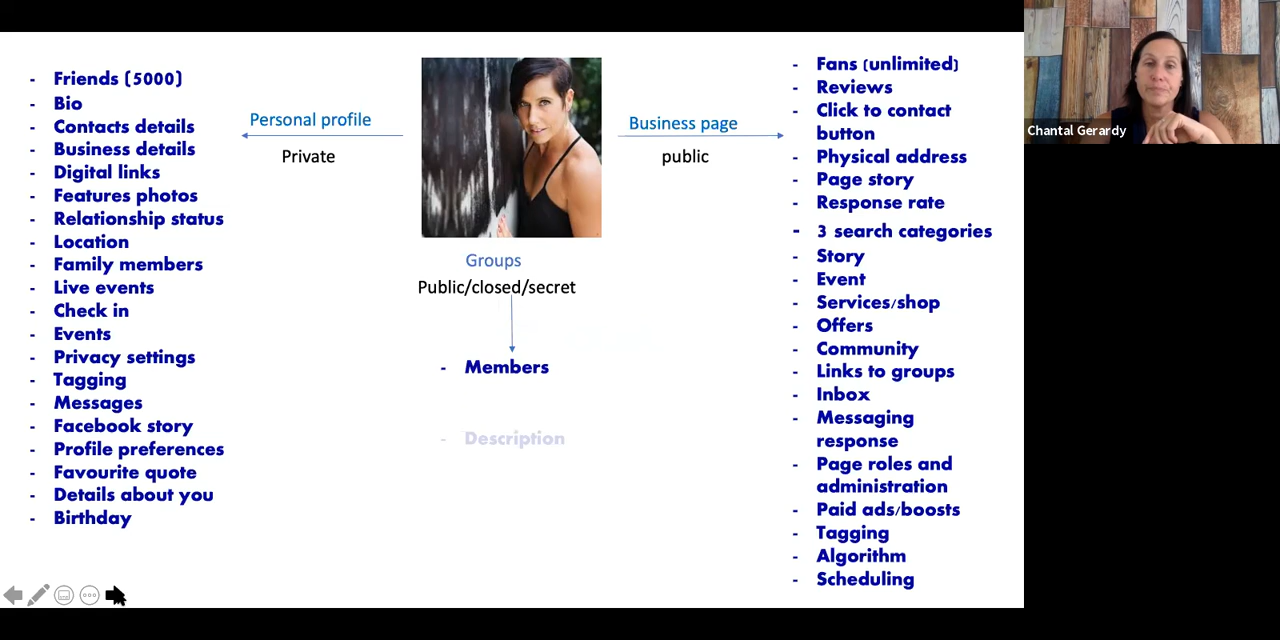 - Friends (5000)
- Bio
- Contacts details
- Business details
- Digital links
- Features photos
- Relationship status
- Location
- Family members
- Live events
- Check in
- Events
- Privacy settings
- Tagging
- Messages
- Facebook story
- Profile preferences
- Favourite quote
- Details about you
- Birthday
Personal profile
Private
Groups
Public/closed/secret
- Members
- Description
Business page
public
- Fans (unlimited)
- Reviews
- Click to contact
button
- Physical address
- Page story
- Response rate
- 3 search categories
- Story
- Event
- Services/shop
- Offers
- Community
- Links to groups
- Inbox
- Messaging
response
- Page roles and
administration
- Paid ads/boosts
- Tagging
- Algorithm
- Scheduling
Chantal Gerardy